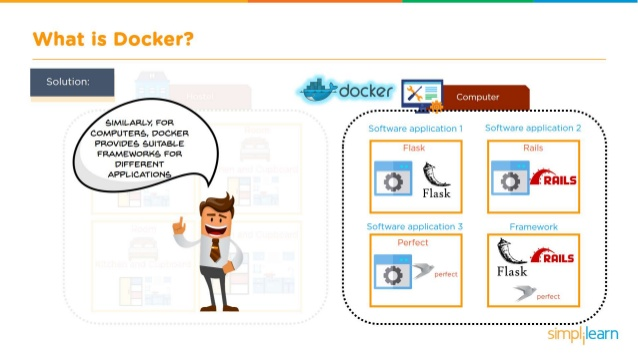 What is Docker?
Solution:
SIMILARLY, FOR
COMPUTERS, DOCKER
PROVIDES SUITABLE
FRAMEWORKS FOR
DIFFERENT
APPLICATIONS
docker
Computer
Software application 1
Software application 2
Flask
Flask
Rails
RAILS
Software application 3
Framework
Perfect
perfect
Flask
RAILS
perfect
simplilearn